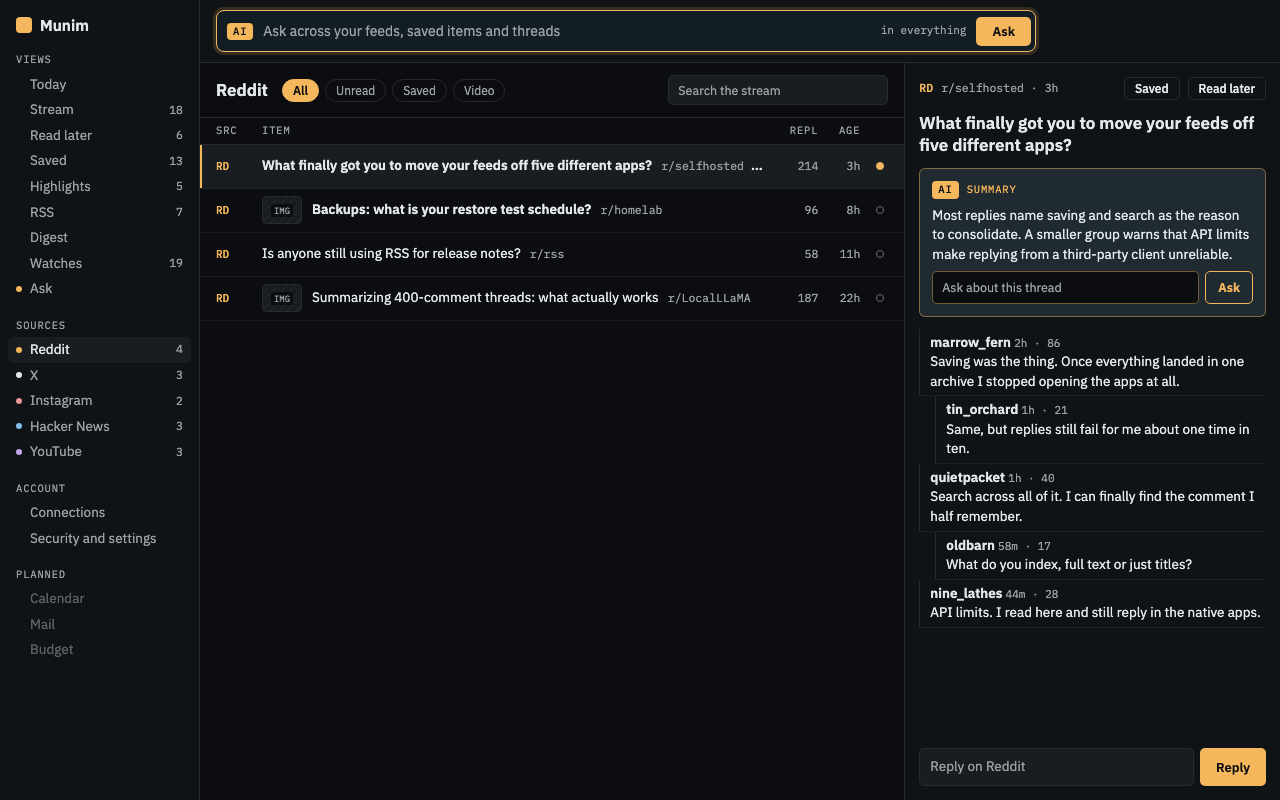 Munim
VIEWS
Today
Stream 18
Read later 6
Saved 13
Highlights 5
RSS 7
Digest
Watches 19
Ask
SOURCES
Reddit 4
X 3
Instagram 2
Hacker News 3
YouTube 3
ACCOUNT
Connections
Security and settings
PLANNED
Calendar
Mail
Budget
AI Ask across your feeds, saved items and threads in everything Ask
Reddit All Unread Saved Video Search the stream
SRC ITEM REPL AGE
RD What finally got you to move your feeds off five different apps? r/selfhosted ... 214 3h
RD IMG Backups: what is your restore test schedule? r/homelab 96 8h
RD Is anyone still using RSS for release notes? r/rss 58 11h
RD IMG Summarizing 400-comment threads: what actually works r/LocalLLaMA 187 22h
RD r/selfhosted · 3h Saved Read later
What finally got you to move your feeds off
five different apps?
AI SUMMARY
Most replies name saving and search as the reason
to consolidate. A smaller group warns that API limits
make replying from a third-party client unreliable.
Ask about this thread Ask
marrow_fern 2h · 86
Saving was the thing. Once everything landed in one
archive I stopped opening the apps at all.
tin_orchard 1h · 21
Same, but replies still fail for me about one time in
ten.
quietpacket 1h · 40
Search across all of it. I can finally find the comment I
half remember.
oldbarn 58m · 17
What do you index, full text or just titles?
nine_lathes 44m · 28
API limits. I read here and still reply in the native apps.
Reply on Reddit Reply